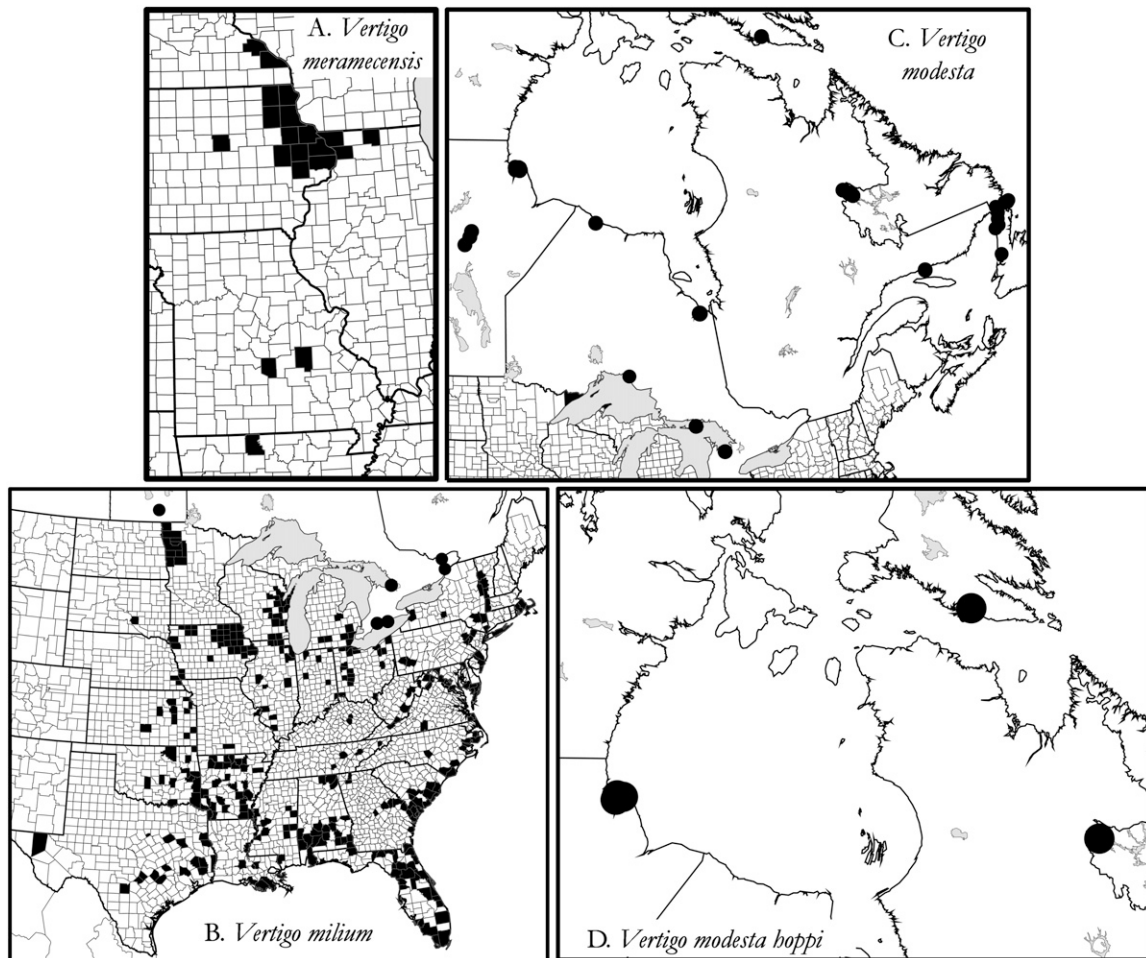 A. Vertigo
meramecensis
C. Vertigo
modesta
B. Vertigo milium
D. Vertigo modesta hoppi